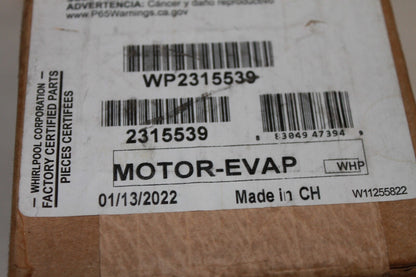 ADVERTENCIA: Cáncer y daño reproductivo
www.P65Warnings.ca.gov
WP2315539
2315539
8 83049 47394
MOTOR-EVAP
WHP
01/13/2022
Made in CH
W11255822
WHIRLPOOL CORPORATION
FACTORY CERTIFIED PARTS
PIECES CERTIFIEES